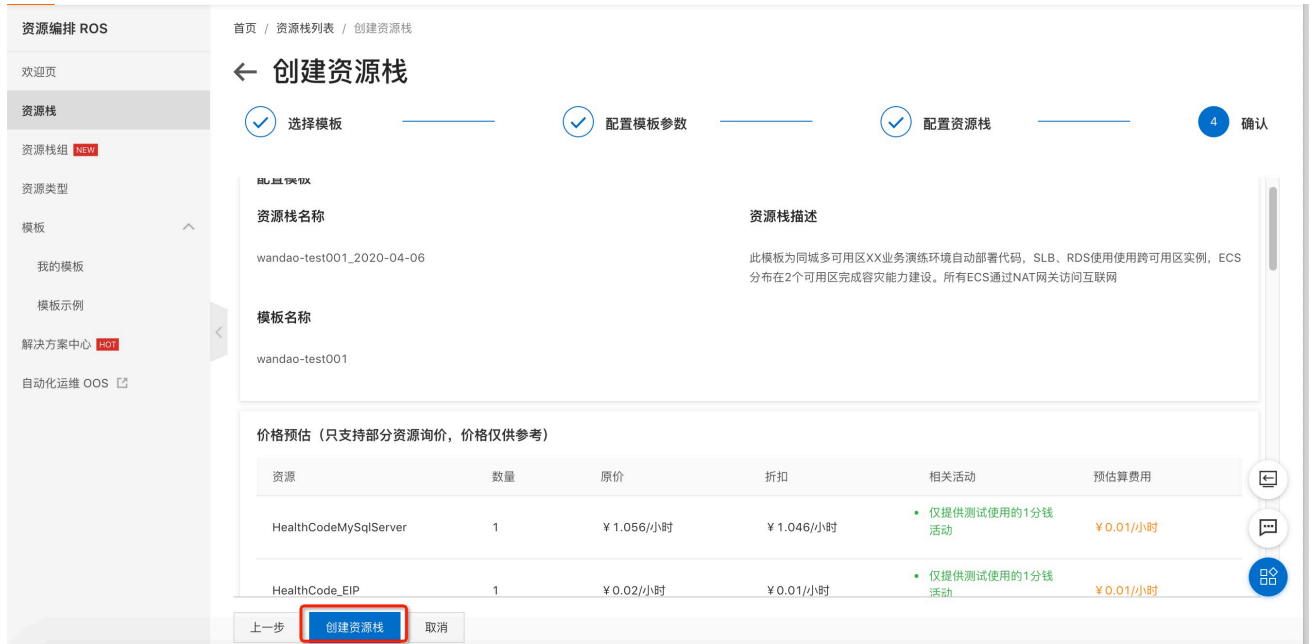 资源编排 ROS
首页 / 资源栈列表 / 创建资源栈
欢迎页
← 创建资源栈
资源栈
选择模板
配置模板参数
配置资源栈
4 确认
资源栈组 NEW
资源类型
模板
我的模板
模板示例
解决方案中心 HOT
自动化运维 OOS
配置模板
资源栈名称
资源栈描述
wandao-test001_2020-04-06
此模板为同城多可用区XX业务演练环境自动部署代码，SLB、RDS使用使用跨可用区实例，ECS
分布在2个可用区完成容灾能力建设。所有ECS通过NAT网关访问互联网
模板名称
wandao-test001
价格预估（只支持部分资源询价，价格仅供参考）
资源 数量 原价 折扣 相关活动 预估算费用
HealthCodeMySqlServer 1 ¥1.056/小时 ¥1.046/小时 • 仅提供测试使用的1分钱
活动 ¥0.01/小时
HealthCode_EIP 1 ¥0.02/小时 ¥0.01/小时 • 仅提供测试使用的1分钱
活动 ¥0.01/小时
上一步 创建资源栈 取消